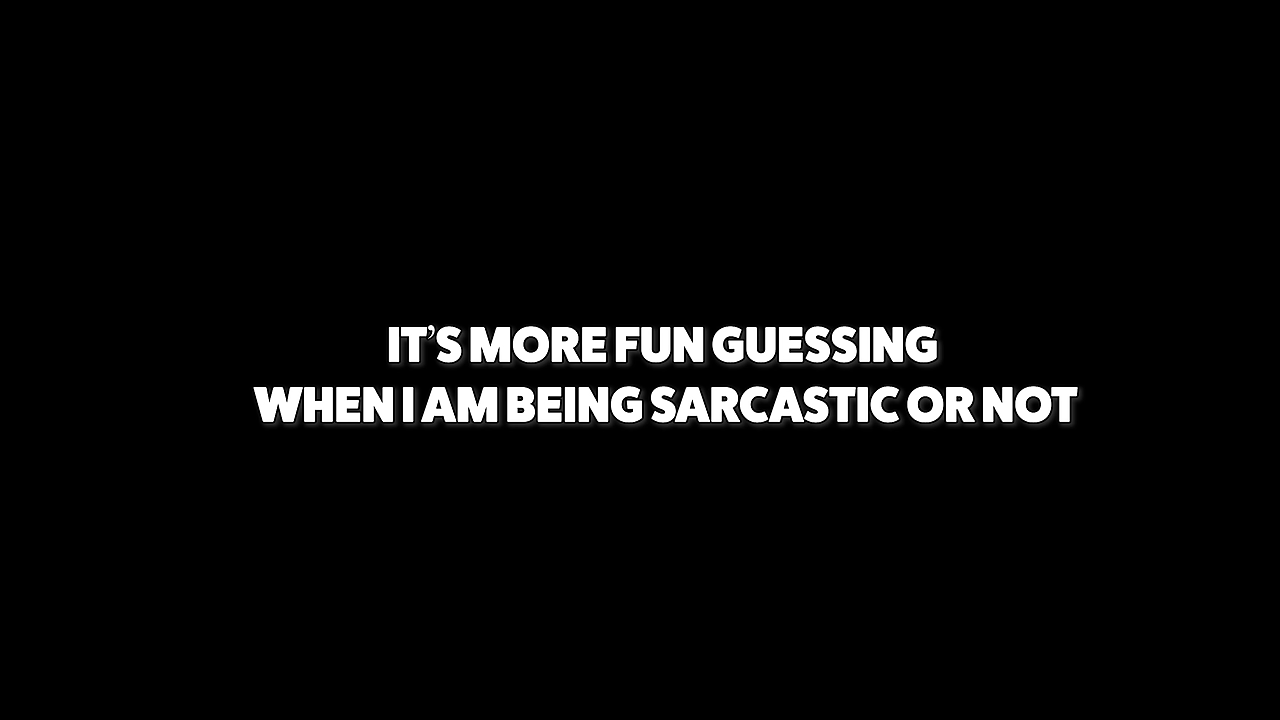 IT’S MORE FUN GUESSING
WHEN I AM BEING SARCASTIC OR NOT